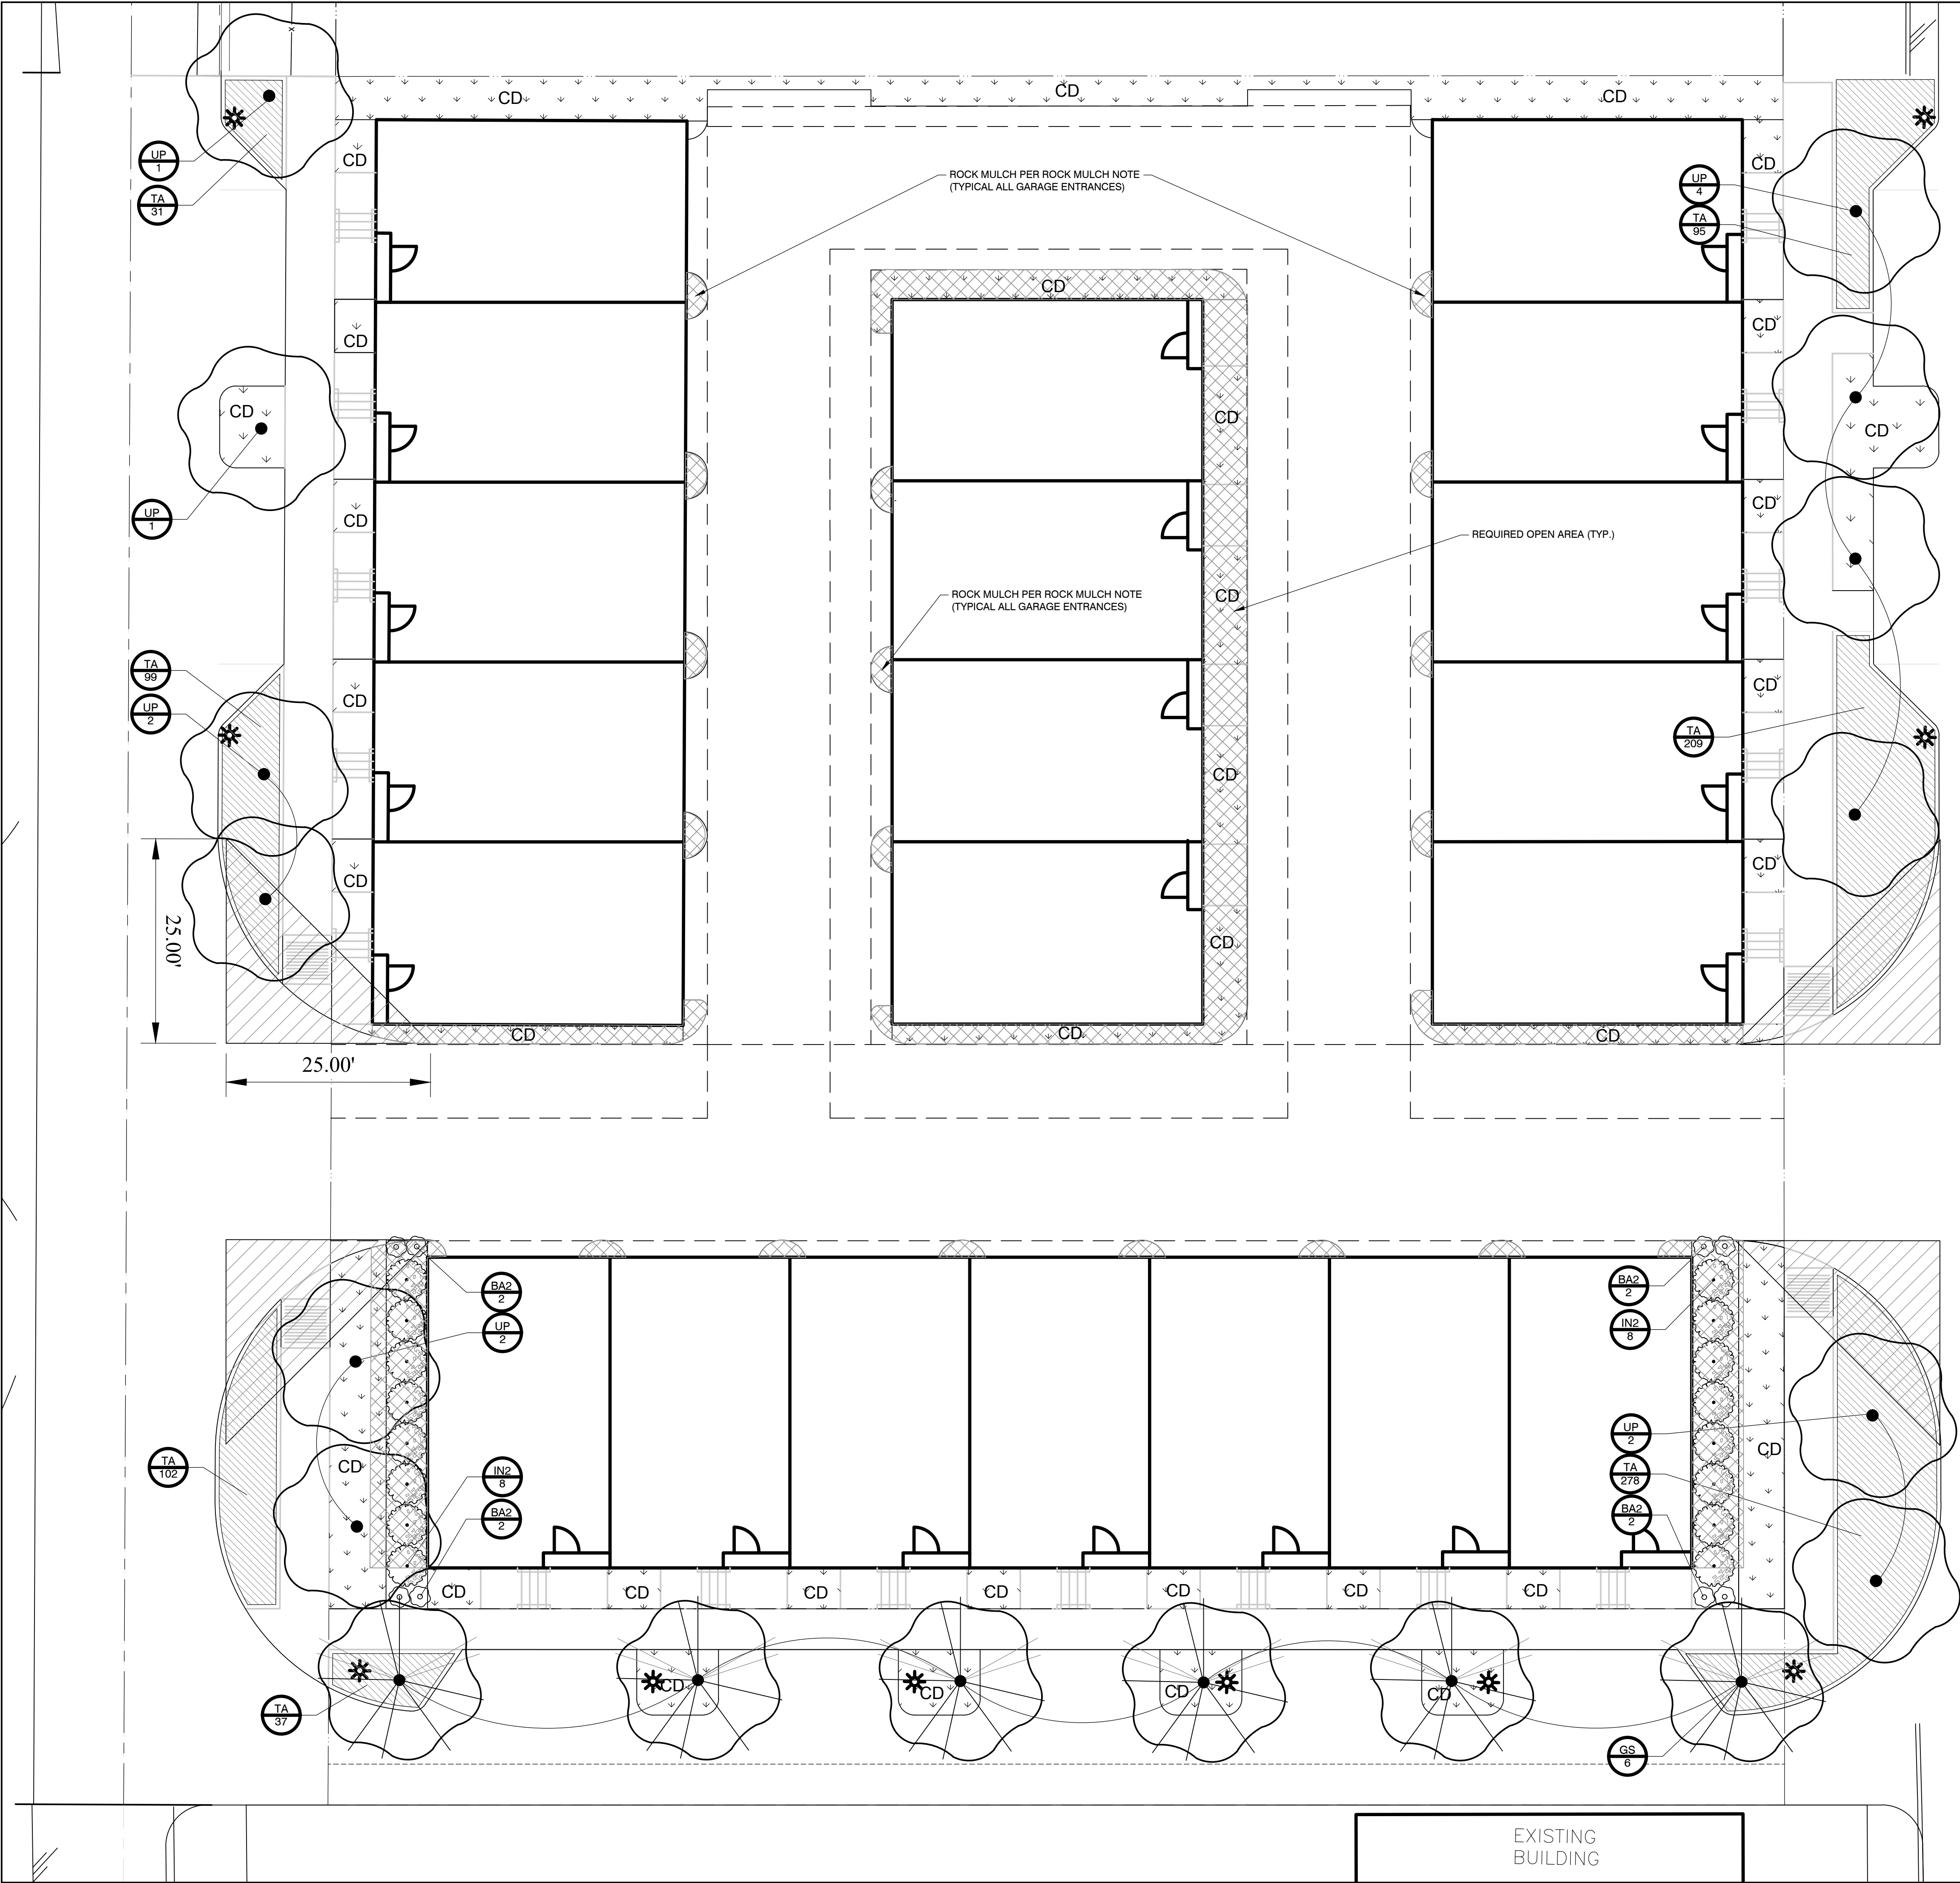 CD
CD
CD
UP
1
TA
31
CD
ROCK MULCH PER ROCK MULCH NOTE
(TYPICAL ALL GARAGE ENTRANCES)
UP
4
TA
95
CD
CD
CD
CD
CD
CD
CD
CD
UP
1
CD
CD
REQUIRED OPEN AREA (TYP.)
ROCK MULCH PER ROCK MULCH NOTE
(TYPICAL ALL GARAGE ENTRANCES)
CD
TA
99
UP
2
CD
CD
TA
209
CD
CD
CD
25.00'
CD
CD
CD
CD
25.00'
BA2
2
UP
2
BA2
2
IN2
8
UP
2
TA
278
BA2
2
CD
TA
102
CD
IN2
8
BA2
2
CD
CD
CD
CD
CD
CD
CD
TA
37
CD
CD
CD
CD
GS
6
EXISTING
BUILDING